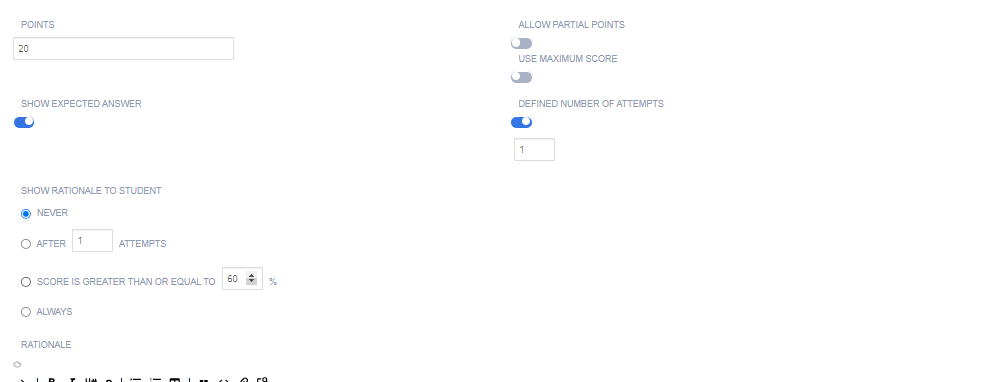 POINTS
20
ALLOW PARTIAL POINTS
USE MAXIMUM SCORE
SHOW EXPECTED ANSWER
DEFINED NUMBER OF ATTEMPTS
1
SHOW RATIONALE TO STUDENT
NEVER
AFTER 1 ATTEMPTS
SCORE IS GREATER THAN OR EQUAL TO 60 %
ALWAYS
RATIONALE